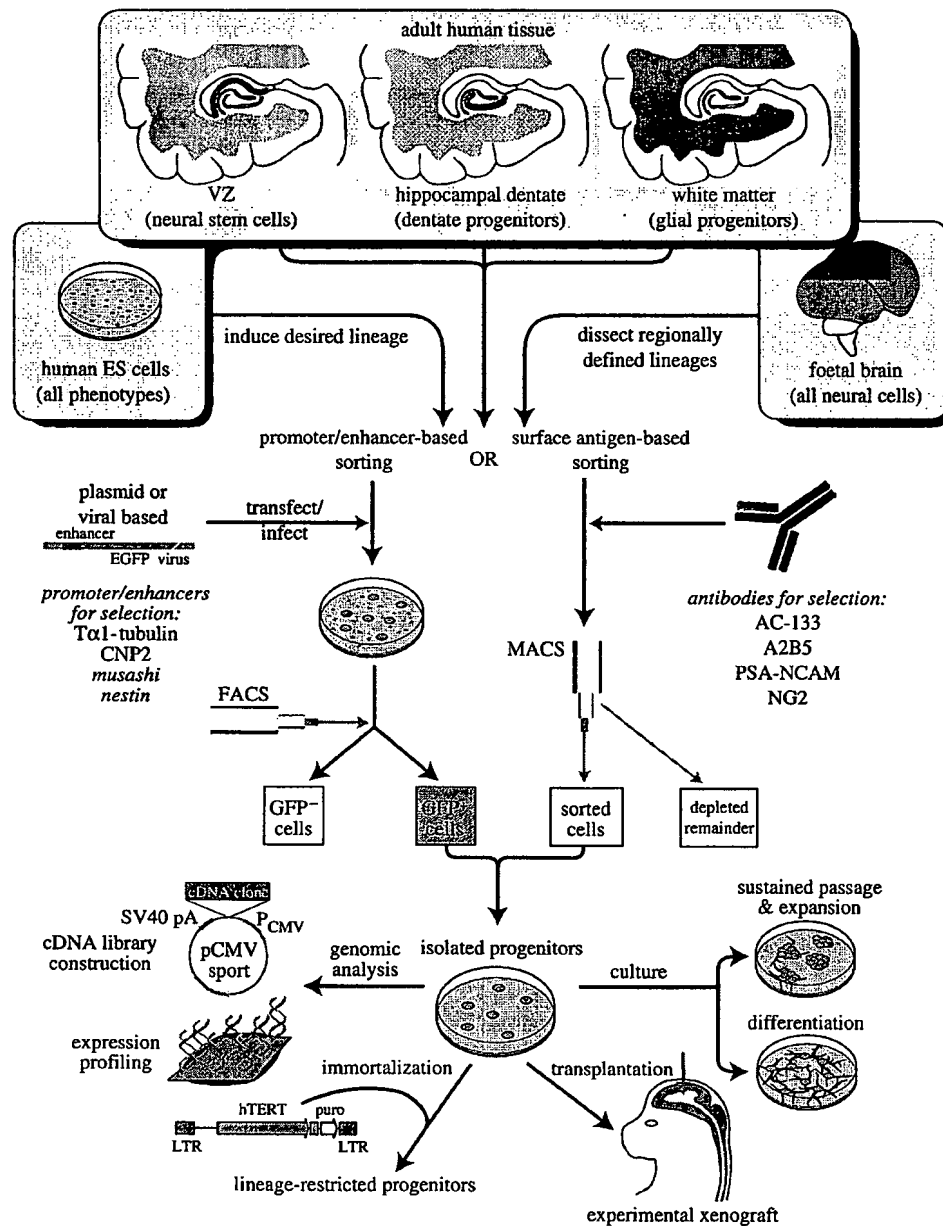 adult human tissue
VZ
(neural stem cells)
hippocampal dentate
(dentate progenitors)
white matter
(glial progenitors)
human ES cells
(all phenotypes)
induce desired lineage
dissect regionally
defined lineages
foetal brain
(all neural cells)
promoter/enhancer-based
sorting
OR
surface antigen-based
sorting
plasmid or
viral based
enhancer
EGFP virus
transfect/
infect
promoter/enhancers
for selection:
Tα1-tubulin
CNP2
musashi
nestin
antibodies for selection:
AC-133
A2B5
PSA-NCAM
NG2
MACS
FACS
GFP⁻
cells
GFP⁺
cells
sorted
cells
depleted
remainder
cDNA clone
SV40 pA
PCMV
cDNA library
construction
pCMV
sport
genomic
analysis
isolated progenitors
culture
sustained passage
& expansion
differentiation
expression
profiling
immortalization
transplantation
hTERT
puro
LTR
LTR
lineage-restricted progenitors
experimental xenograft